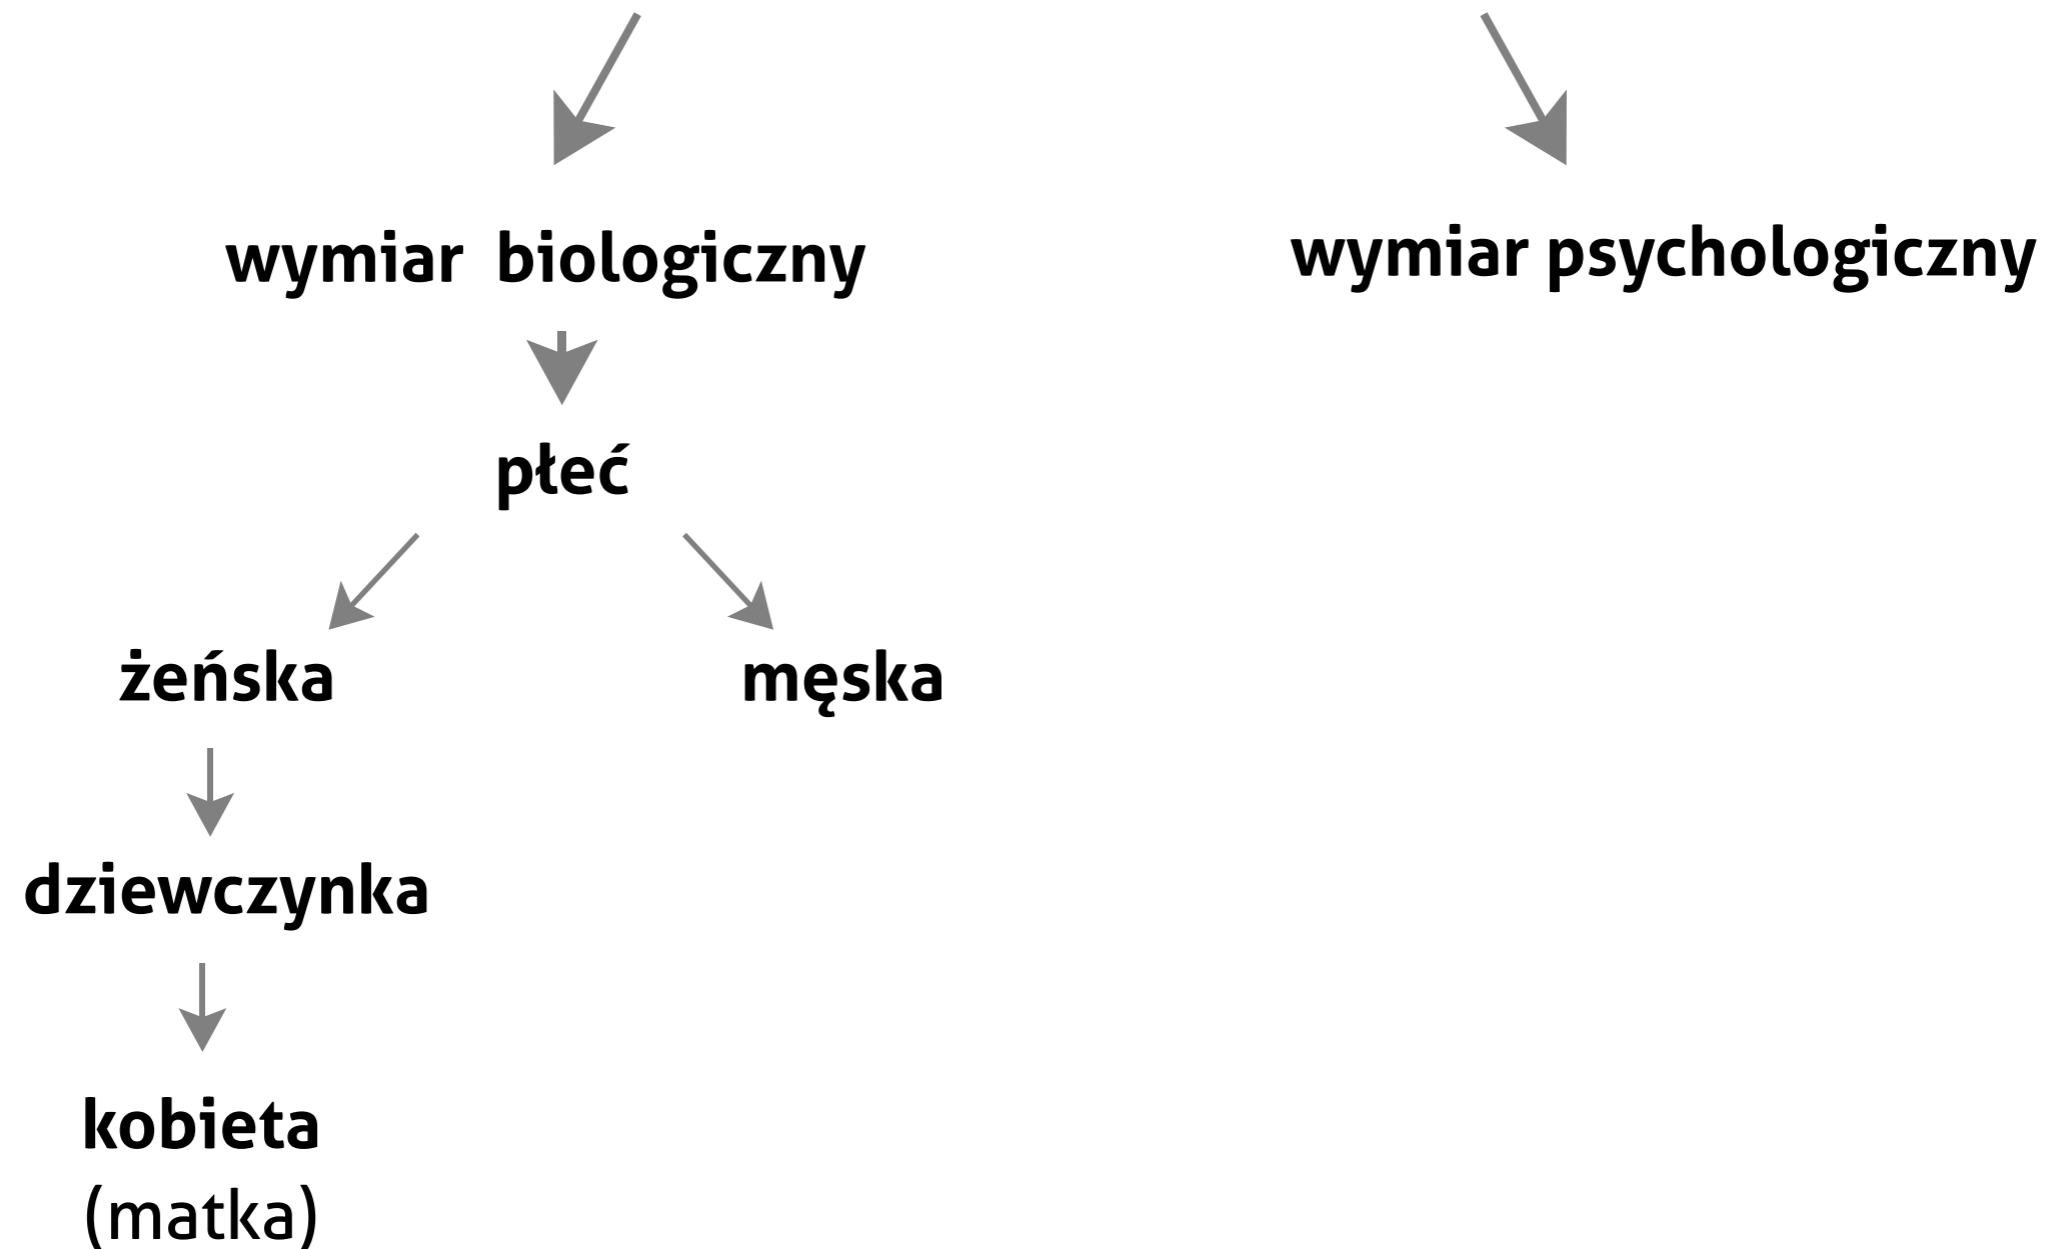 wymiar biologiczny
wymiar psychologiczny
płeć
żeńska
męska
dziewczynka
kobieta
(matka)